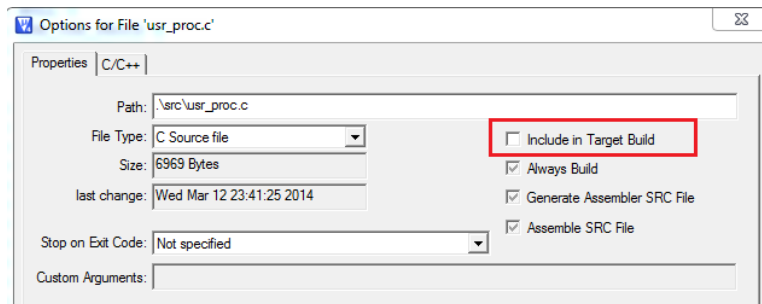 Options for File 'usr_proc.c'
Properties C/C++
Path: .\src\usr_proc.c
File Type: C Source file
Include in Target Build
Size: 6969 Bytes
Always Build
last change: Wed Mar 12 23:41:25 2014
Generate Assembler SRC File
Assemble SRC File
Stop on Exit Code: Not specified
Custom Arguments: